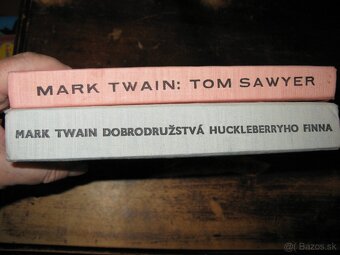 MARK TWAIN: TOM SAWYER
MARK TWAIN DOBRODRUŽSTVÁ HUCKLEBERRYHO FINNA
Bazos.sk